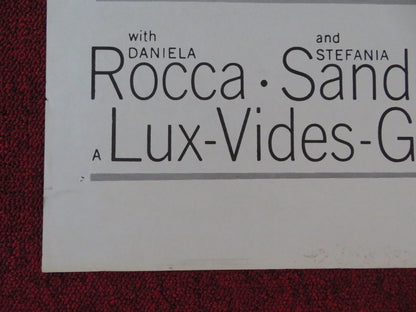 with and
DANIELA STEFANIA
Rocca · Sand
A Lux-Vides-G